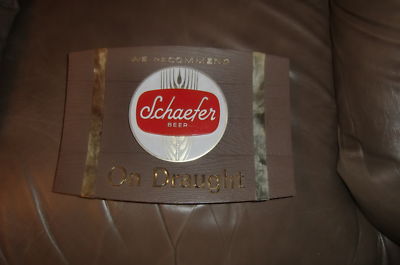 WE RECOMMEND
Schaefer
BEER
On Draught